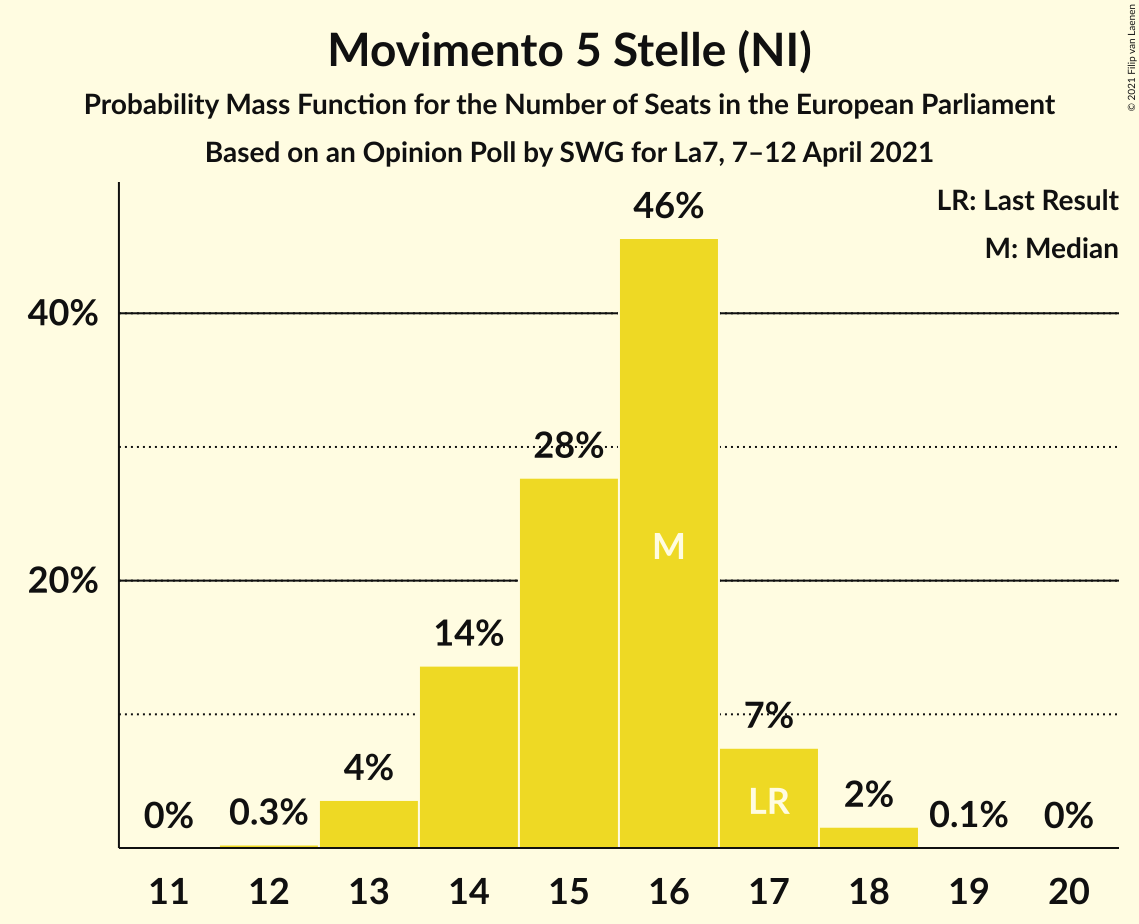 Movimento 5 Stelle (NI)
Probability Mass Function for the Number of Seats in the European Parliament
Based on an Opinion Poll by SWG for La7, 7–12 April 2021
© 2021 Filip van Laenen
LR: Last Result
M: Median
46%
40%
28%
M
20%
14%
7%
4%
LR
2%
0%
0.3%
0.1%
0%
11 12 13 14 15 16 17 18 19 20